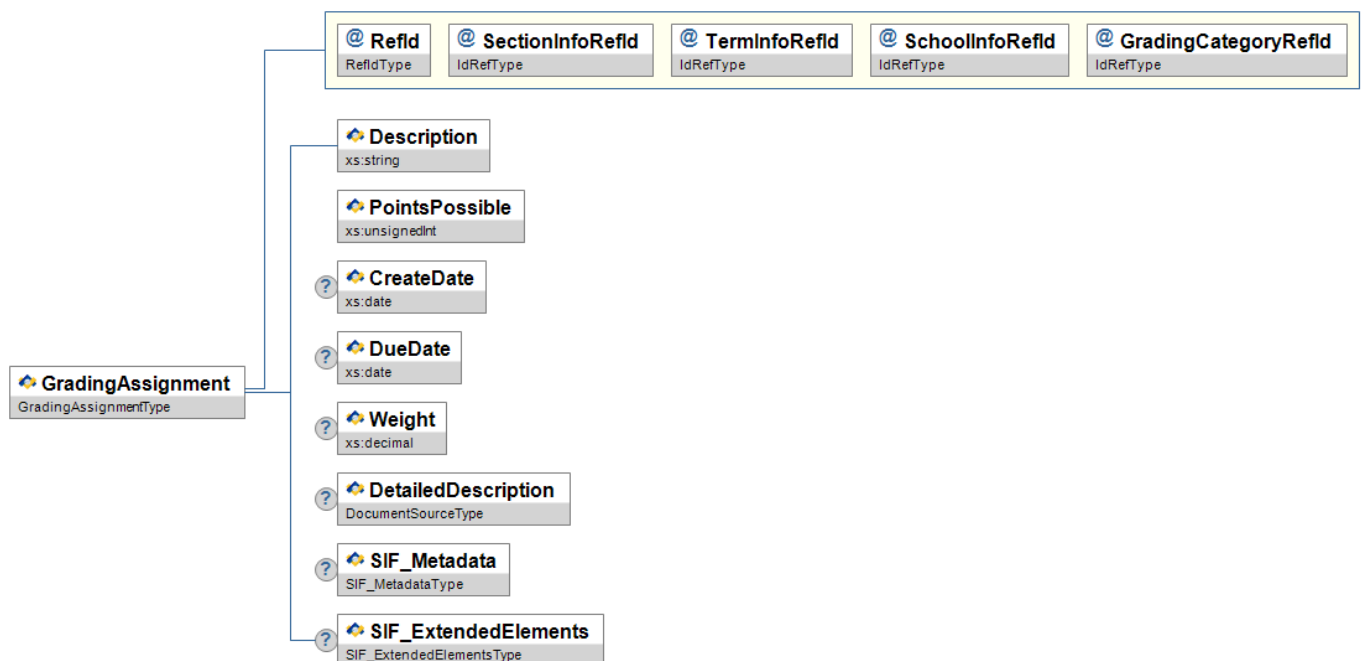 @ RefId @ SectionInfoRefId @ TermInfoRefId @ SchoolInfoRefId @ GradingCategoryRefId
RefIdType IdRefType IdRefType IdRefType IdRefType
Description
xs:string
PointsPossible
xs:unsignedInt
? CreateDate
xs:date
? DueDate
xs:date
GradingAssignment
GradingAssignmentType
? Weight
xs:decimal
? DetailedDescription
DocumentSourceType
? SIF_Metadata
SIF_MetadataType
? SIF_ExtendedElements
SIF_ExtendedElementsType